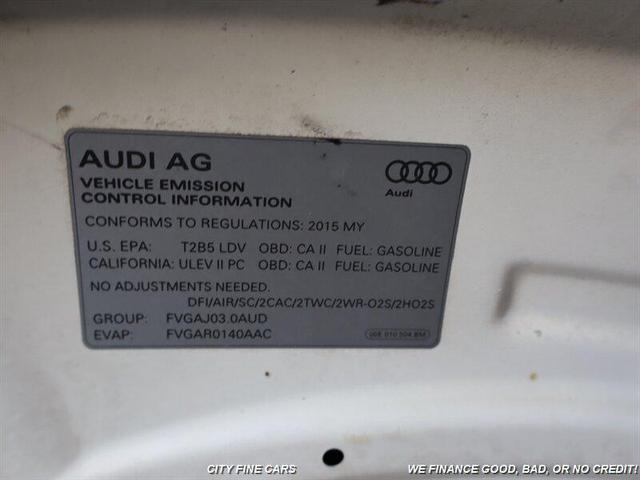 AUDI AG
VEHICLE EMISSION
CONTROL INFORMATION
Audi
CONFORMS TO REGULATIONS: 2015 MY
U.S. EPA: T2B5 LDV OBD: CA II FUEL: GASOLINE
CALIFORNIA: ULEV II PC OBD: CA II FUEL: GASOLINE
NO ADJUSTMENTS NEEDED.
DFI/AIR/SC/2CAC/2TWC/2WR-O2S/2HO2S
GROUP: FVGAJ03.0AUD
EVAP: FVGAR0140AAC
CITY FINE CARS
WE FINANCE GOOD, BAD, OR NO CREDIT!